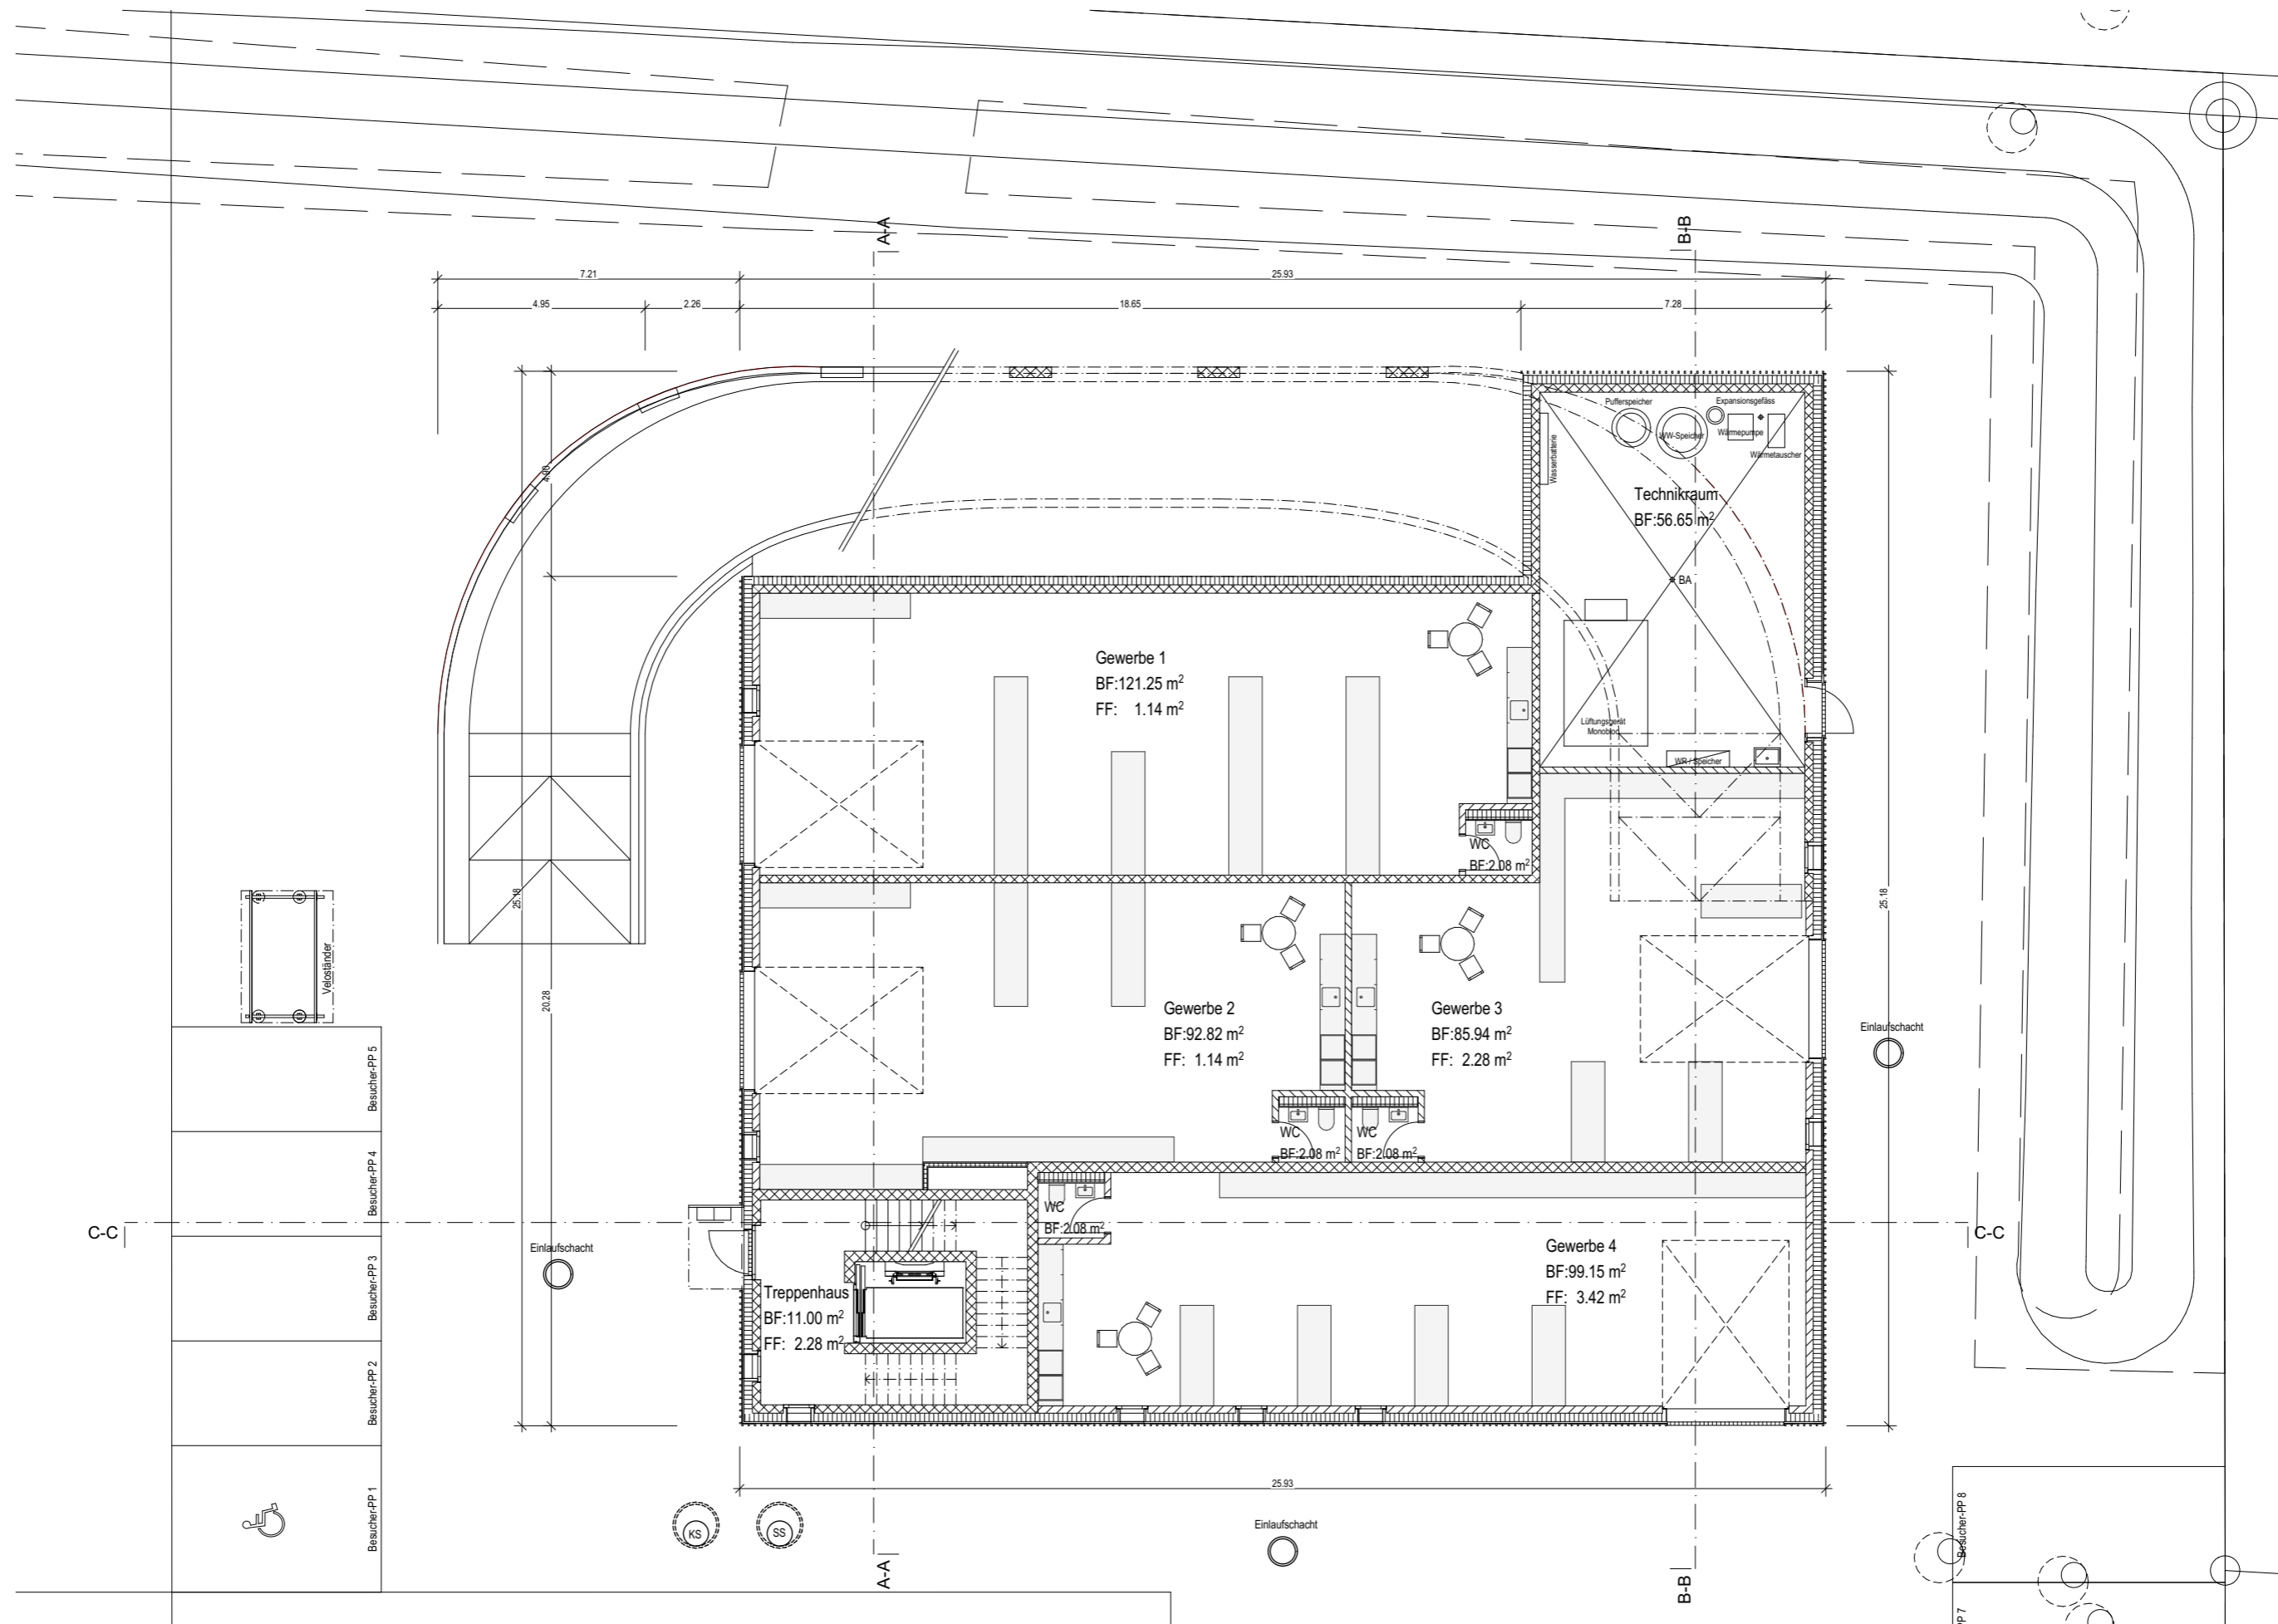 A-A
B-B
7.21
25.93
4.95
2.26
18.65
7.28
Pufferspeicher
Expansionsgefäss
WW-Speicher
Wärmepumpe
Wärmetauscher
Wasserbatterie
4.90
Technikraum
BF:56.65 m²
BA
Gewerbe 1
BF:121.25 m²
FF: 1.14 m²
Lüftungsgerät
Monobloc
WR / Speicher
WC
BF:2.08 m²
25.18
25.18
20.28
Veloständer
Gewerbe 2
BF:92.82 m²
FF: 1.14 m²
Gewerbe 3
BF:85.94 m²
FF: 2.28 m²
Einlaufschacht
Besucher-PP 5
WC
BF:2.08 m²
WC
BF:2.08 m²
Besucher-PP 4
WC
BF:2.08 m²
C-C
C-C
Einlaufschacht
Gewerbe 4
BF:99.15 m²
FF: 3.42 m²
Besucher-PP 3
Treppenhaus
BF:11.00 m²
FF: 2.28 m²
Besucher-PP 2
25.93
Besucher-PP 1
KS
SS
Einlaufschacht
Besucher-PP 8
A-A
B-B
PP 7